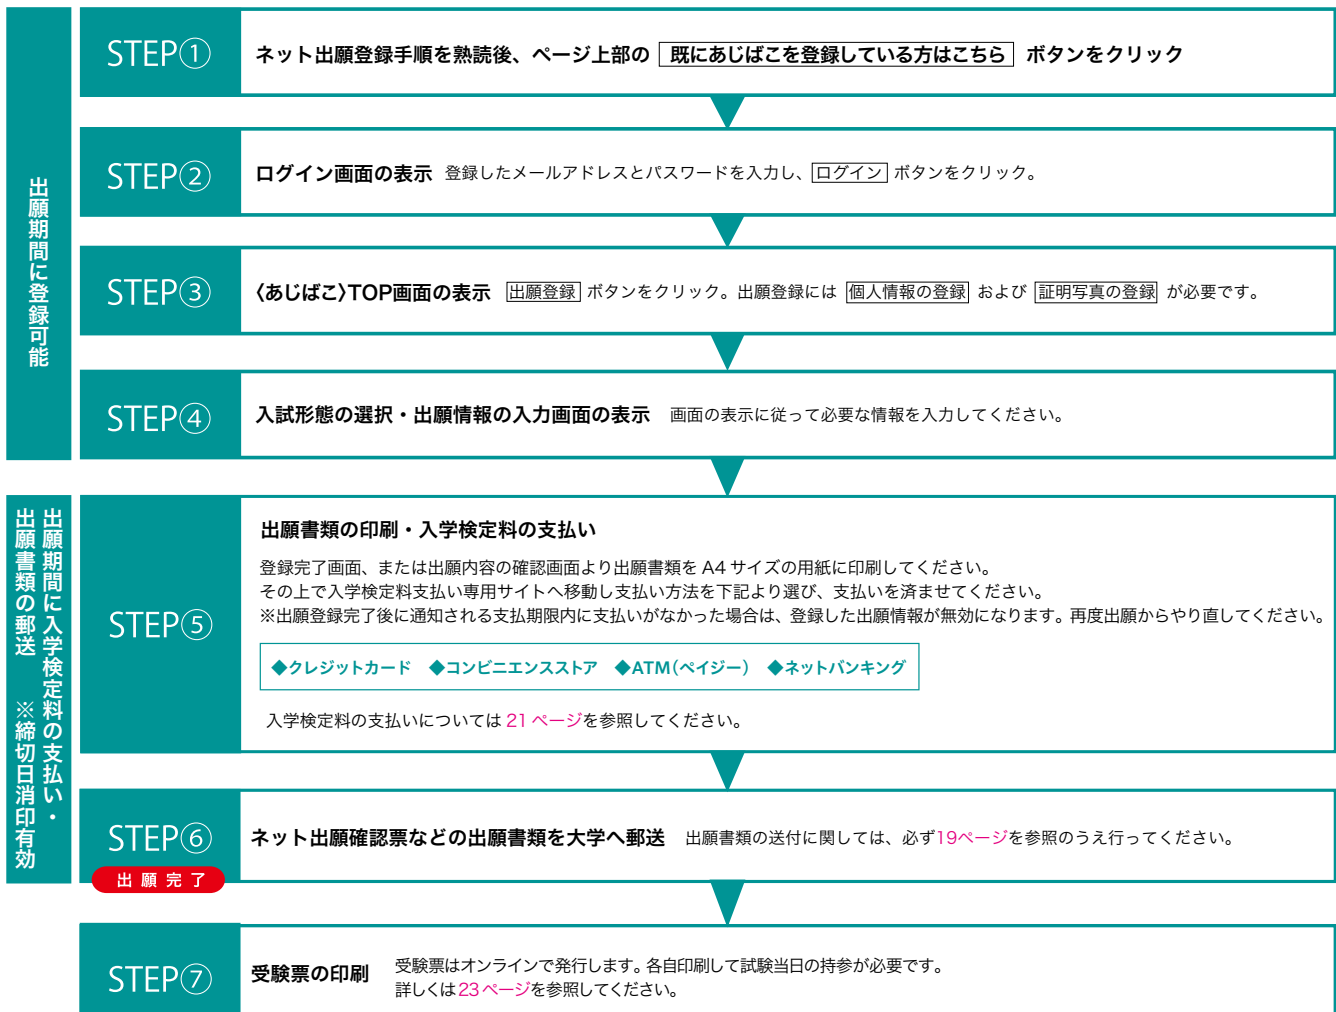 出願期間に登録可能
STEP① ネット出願登録手順を熟読後、ページ上部の 既にあじばこを登録している方はこちら ボタンをクリック
STEP② ログイン画面の表示 登録したメールアドレスとパスワードを入力し、ログイン ボタンをクリック。
STEP③ 〈あじばこ〉TOP画面の表示 出願登録 ボタンをクリック。出願登録には 個人情報の登録 および 証明写真の登録 が必要です。
STEP④ 入試形態の選択・出願情報の入力画面の表示 画面の表示に従って必要な情報を入力してください。
出願期間に入学検定料の支払い・
出願書類の郵送 ※締切日消印有効
STEP⑤
出願書類の印刷・入学検定料の支払い
登録完了画面、または出願内容の確認画面より出願書類を A4 サイズの用紙に印刷してください。
その上で入学検定料支払い専用サイトへ移動し支払い方法を下記より選び、支払いを済ませてください。
※出願登録完了後に通知される支払期限内に支払いがなかった場合は、登録した出願情報が無効になります。再度出願からやり直してください。
◆クレジットカード ◆コンビニエンスストア ◆ATM(ペイジー) ◆ネットバンキング
入学検定料の支払いについては 21 ページを参照してください。
STEP⑥ ネット出願確認票などの出願書類を大学へ郵送 出願書類の送付に関しては、必ず19ページを参照のうえ行ってください。
出願完了
STEP⑦ 受験票の印刷 受験票はオンラインで発行します。各自印刷して試験当日の持参が必要です。
詳しくは 23 ページを参照してください。